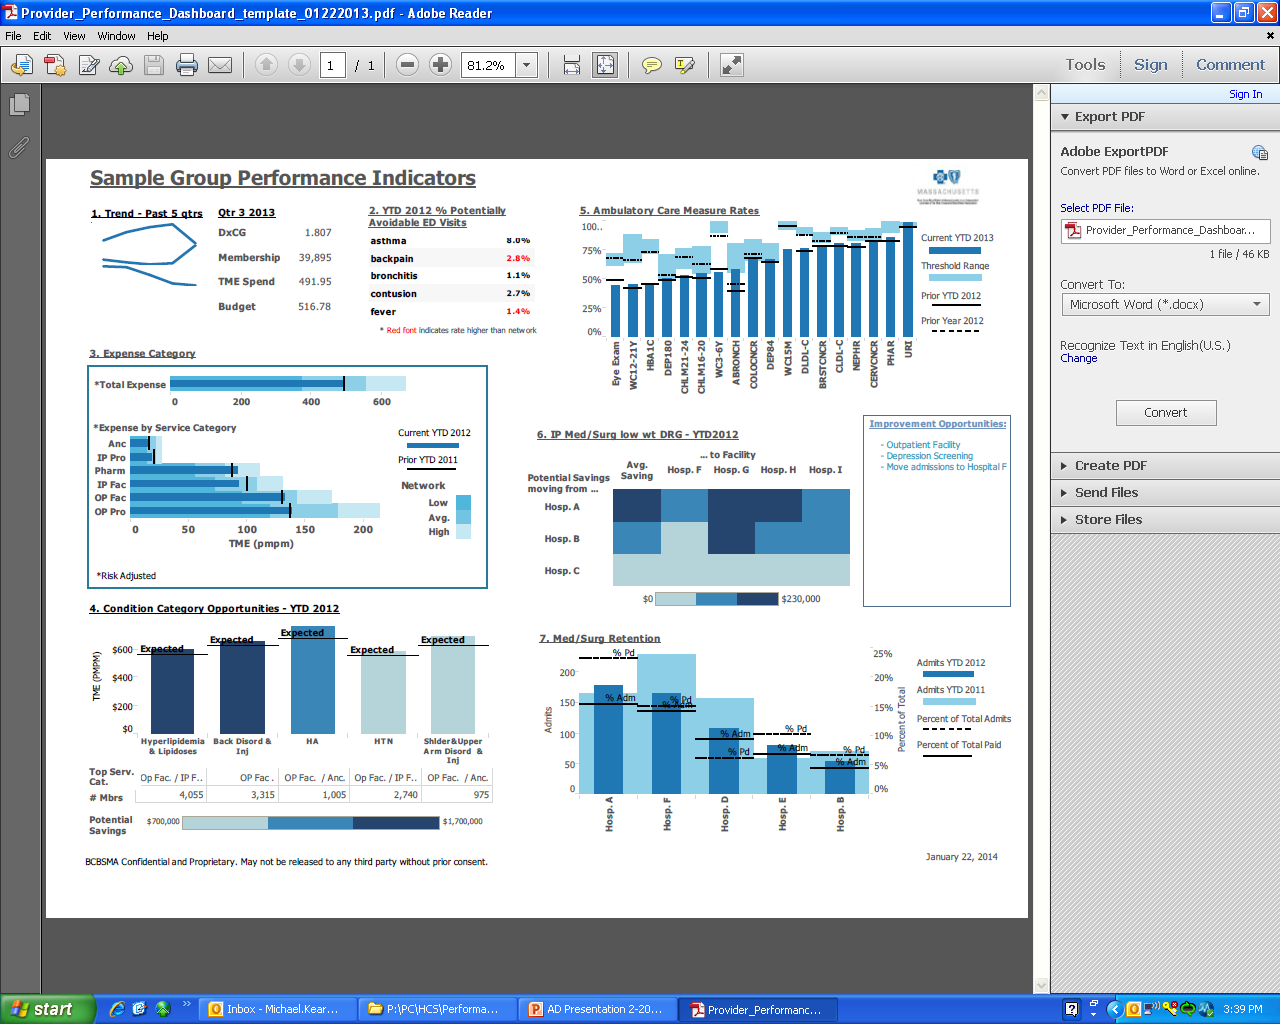 Provider_Performance_Dashboard_template_01222013.pdf - Adobe Reader
File Edit View Window Help
1 / 1 81.2% Tools Sign Comment
Sign In
Export PDF
Adobe ExportPDF
Convert PDF files to Word or Excel online.
Select PDF File:
Provider_Performance_Dashboar...
1 file / 46 KB
Convert To:
Microsoft Word (*.docx)
Recognize Text in English(U.S.)
Change
Convert
Create PDF
Send Files
Store Files
Sample Group Performance Indicators
MASSACHUSETTS
1. Trend - Past 5 qtrs
Qtr 3 2013
DxCG 1.807
Membership 39,895
TME Spend 491.95
Budget 516.78
2. YTD 2012 % Potentially
Avoidable ED Visits
asthma 8.0%
backpain 2.8%
bronchitis 1.1%
contusion 2.7%
fever 1.4%
* Red font indicates rate higher than network
5. Ambulatory Care Measure Rates
100..
75%
50%
25%
0%
Eye Exam WC12-21Y HBA1C DEP180 CHLM21-24 CHLM16-20 WC3-6Y ABRONCH COLOCNCR DEP84 WC15M DLDL-C BRSTCNCR CLDL-C NEPHR CERVCNCR PHAR URI
Current YTD 2013
Threshold Range
Prior YTD 2012
Prior Year 2012
3. Expense Category
*Total Expense
0 200 400 600
*Expense by Service Category
Anc
IP Pro
Pharm
IP Fac
OP Fac
OP Pro
0 50 100 150 200
TME (pmpm)
Current YTD 2012
Prior YTD 2011
Network
Low
Avg.
High
*Risk Adjusted
6. IP Med/Surg low wt DRG - YTD2012
... to Facility
Avg.
Saving
Hosp. F Hosp. G Hosp. H Hosp. I
Potential Savings
moving from ...
Hosp. A
Hosp. B
Hosp. C
$0 $230,000
Improvement Opportunities:
- Outpatient Facility
- Depression Screening
- Move admissions to Hospital F
4. Condition Category Opportunities - YTD 2012
TME (PMPM)
$600
$400
$200
$0
Expected Expected Expected Expected Expected
Hyperlipidemia
& Lipidoses
Back Disord &
Inj
HA
HTN
Shlder&Upper
Arm Disord &
Inj
Top Serv.
Cat.
Op Fac. / IP F.. OP Fac . OP Fac. / Anc. Op Fac. / IP F.. OP Fac. / Anc.
# Mbrs 4,055 3,315 1,005 2,740 975
Potential
Savings
$700,000 $1,700,000
7. Med/Surg Retention
Admits
200
150
100
50
0
% Pd % Adm
% Pd % Adm
% Adm % Pd
% Pd % Adm
% Pd % Adm
Hosp. A Hosp. F Hosp. D Hosp. E Hosp. B
25%
20%
15%
10%
5%
0%
Percent of Total
Admits YTD 2012
Admits YTD 2011
Percent of Total Admits
Percent of Total Paid
BCBSMA Confidential and Proprietary. May not be released to any third party without prior consent.
January 22, 2014
start
Inbox - Michael.Kear...
P:\PC\HCS\Performa...
AD Presentation 2-20...
Provider_Performanc...
3:39 PM